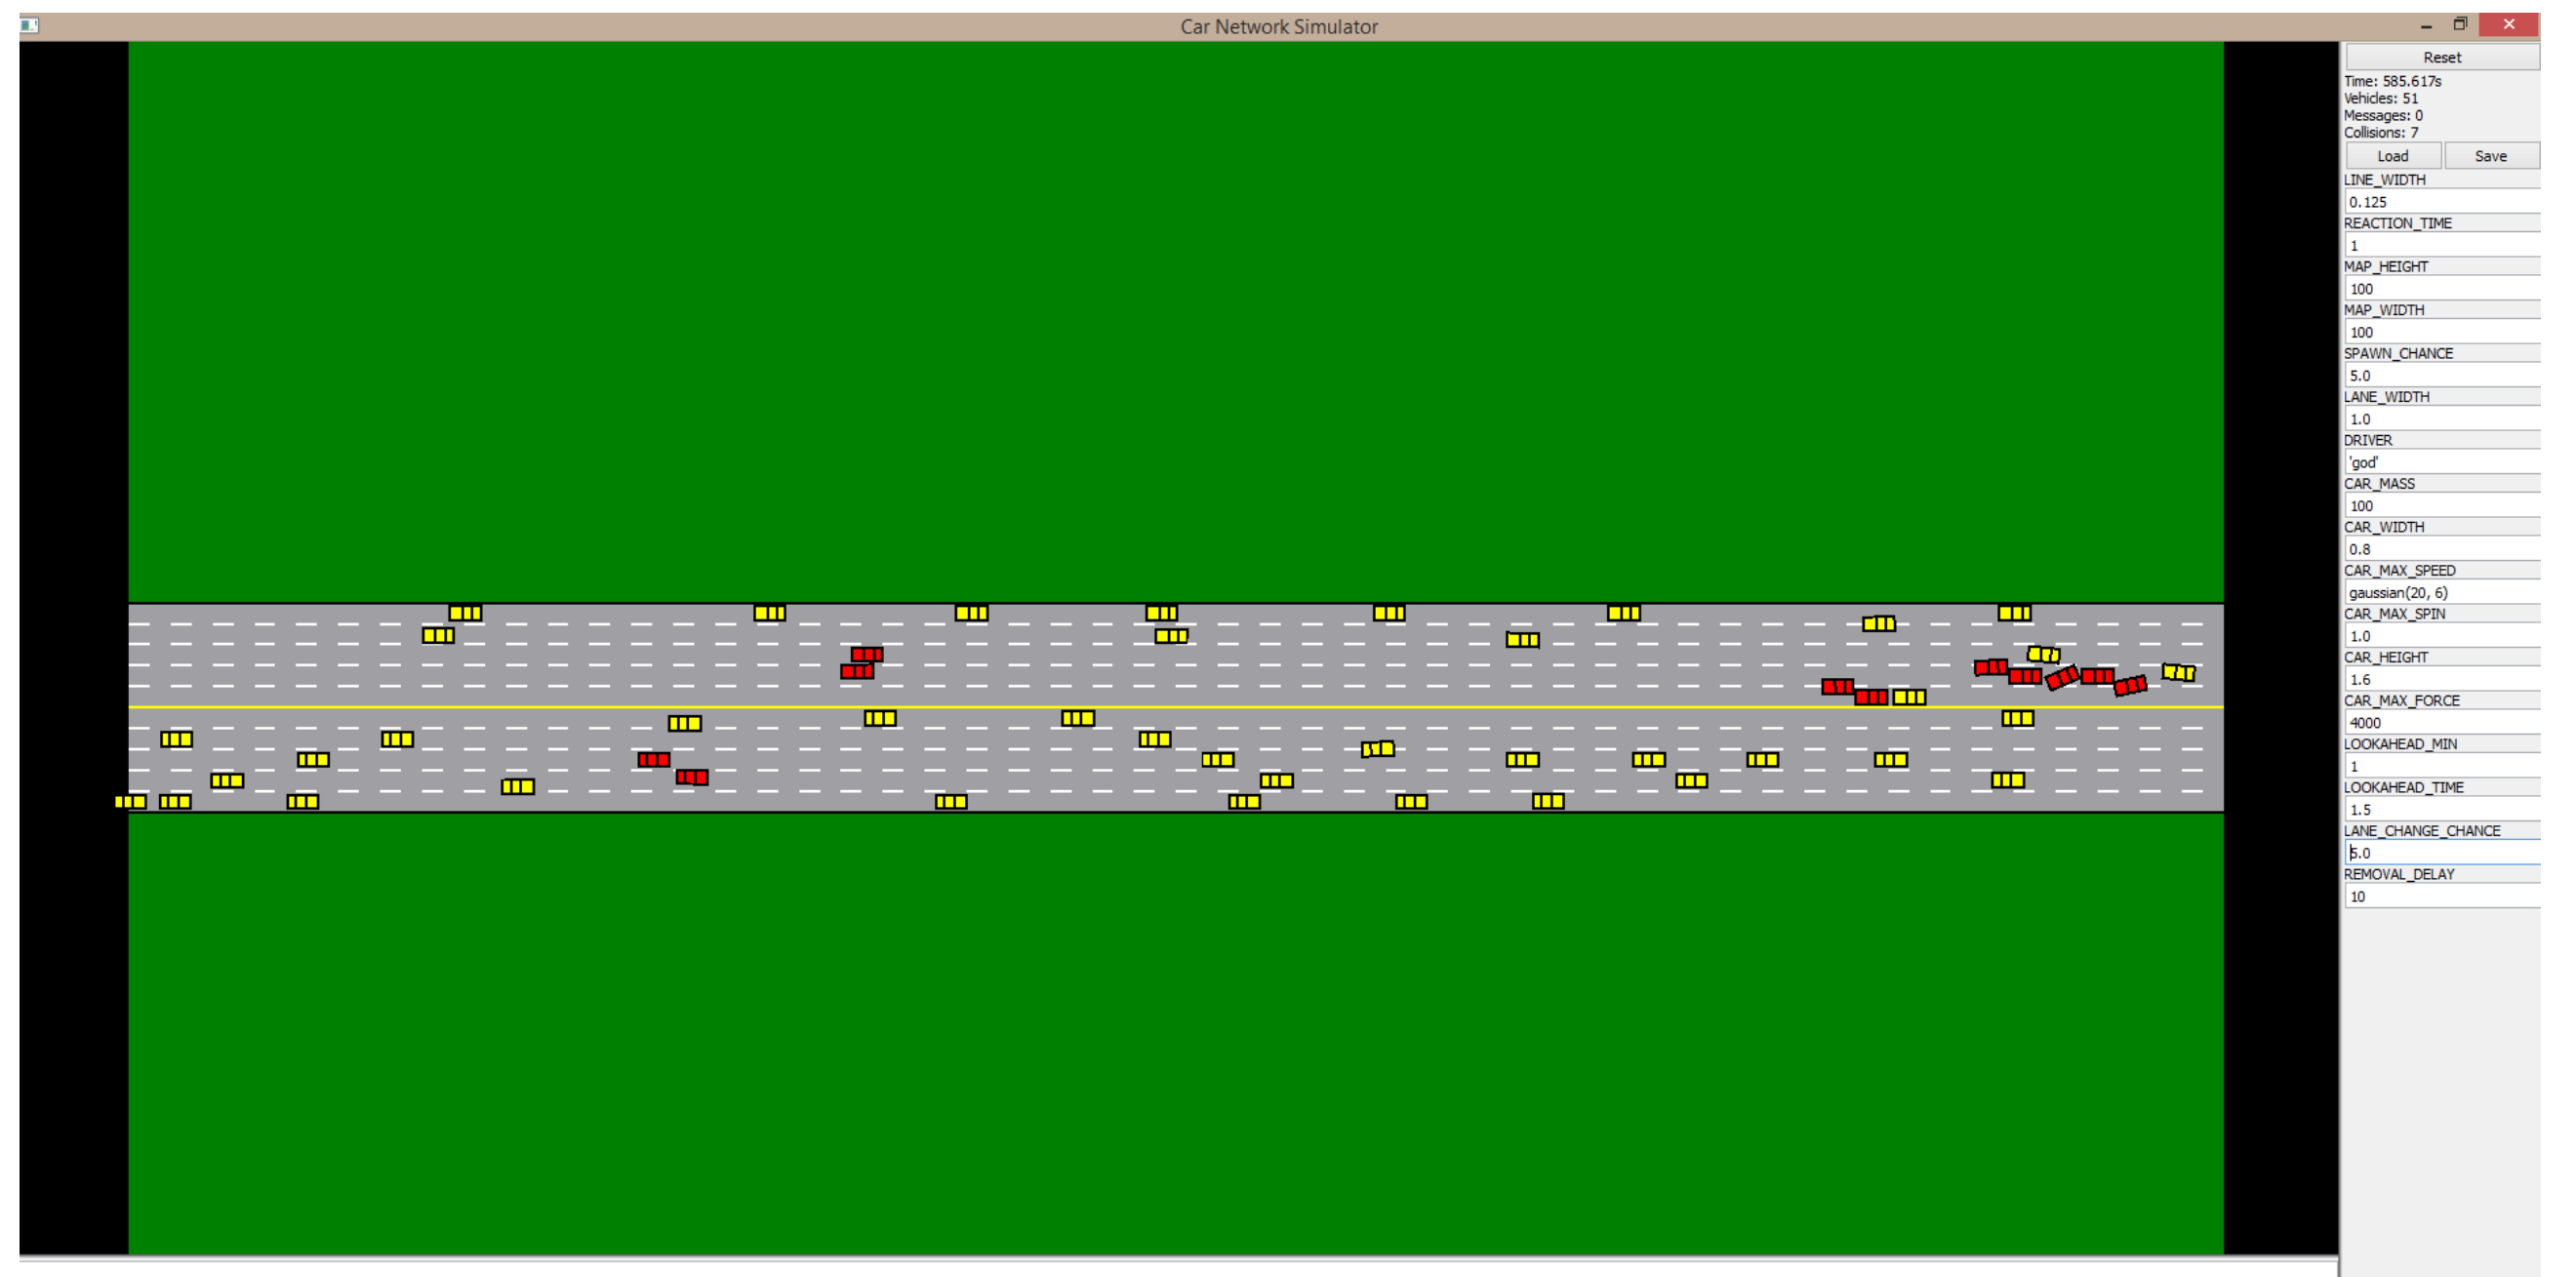 Car Network Simulator
Reset
Time: 585.617s
Vehicles: 51
Messages: 0
Collisions: 7
Load Save
LINE_WIDTH
0.125
REACTION_TIME
1
MAP_HEIGHT
100
MAP_WIDTH
100
SPAWN_CHANCE
5.0
LANE_WIDTH
1.0
DRIVER
'god'
CAR_MASS
100
CAR_WIDTH
0.8
CAR_MAX_SPEED
gaussian(20, 6)
CAR_MAX_SPIN
1.0
CAR_HEIGHT
1.6
CAR_MAX_FORCE
4000
LOOKAHEAD_MIN
1
LOOKAHEAD_TIME
1.5
LANE_CHANGE_CHANCE
5.0
REMOVAL_DELAY
10